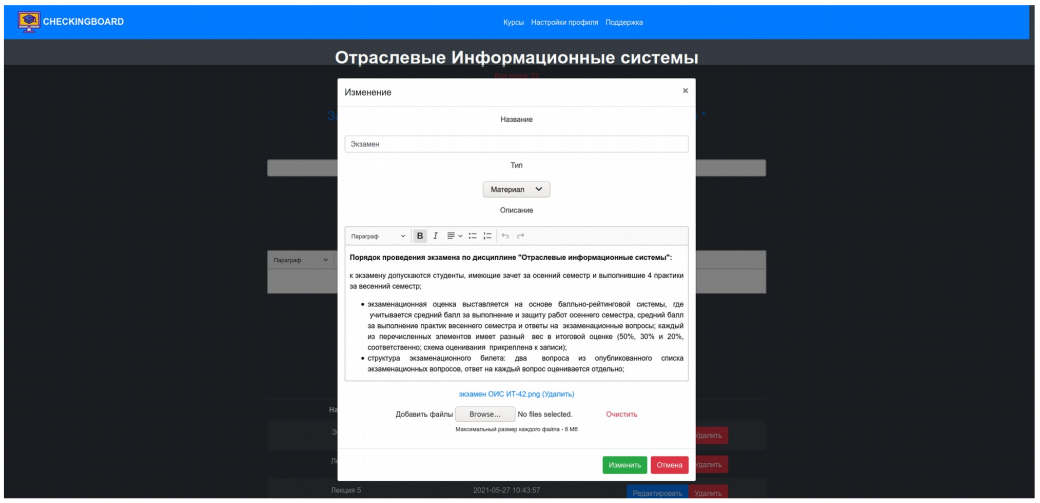 CHECKINGBOARD
Курсы Настройки профиля Поддержка
Отраслевые Информационные системы
Изменение ×
Название
Экзамен
Тип
Материал
Описание
Параграф B I
Порядок проведения экзамена по дисциплине "Отраслевые информационные системы":
к экзамену допускаются студенты, имеющие зачет за осенний семестр и выполнившие 4 практики
за весенний семестр;
• экзаменационная оценка выставляется на основе балльно-рейтинговой системы, где
учитывается средний балл за выполнение и защиту работ осеннего семестра, средний балл
за выполнение практик весеннего семестра и ответы на экзаменационные вопросы; каждый
из перечисленных элементов имеет разный вес в итоговой оценке (50%, 30% и 20%,
соответственно; схема оценивания прикреплена к записи);
• структура экзаменационного билета: два вопроса из опубликованного списка
экзаменационных вопросов, ответ на каждый вопрос оценивается отдельно;
Параграф
экзамен ОИС ИТ-42.png (Удалить)
Добавить файлы Browse... No files selected. Очистить
Максимальный размер каждого файла - 8 Мб
Удалить
Изменить Отмена Удалить
Лекция 5 2021-05-27 10:43:57 Редактировать Удалить